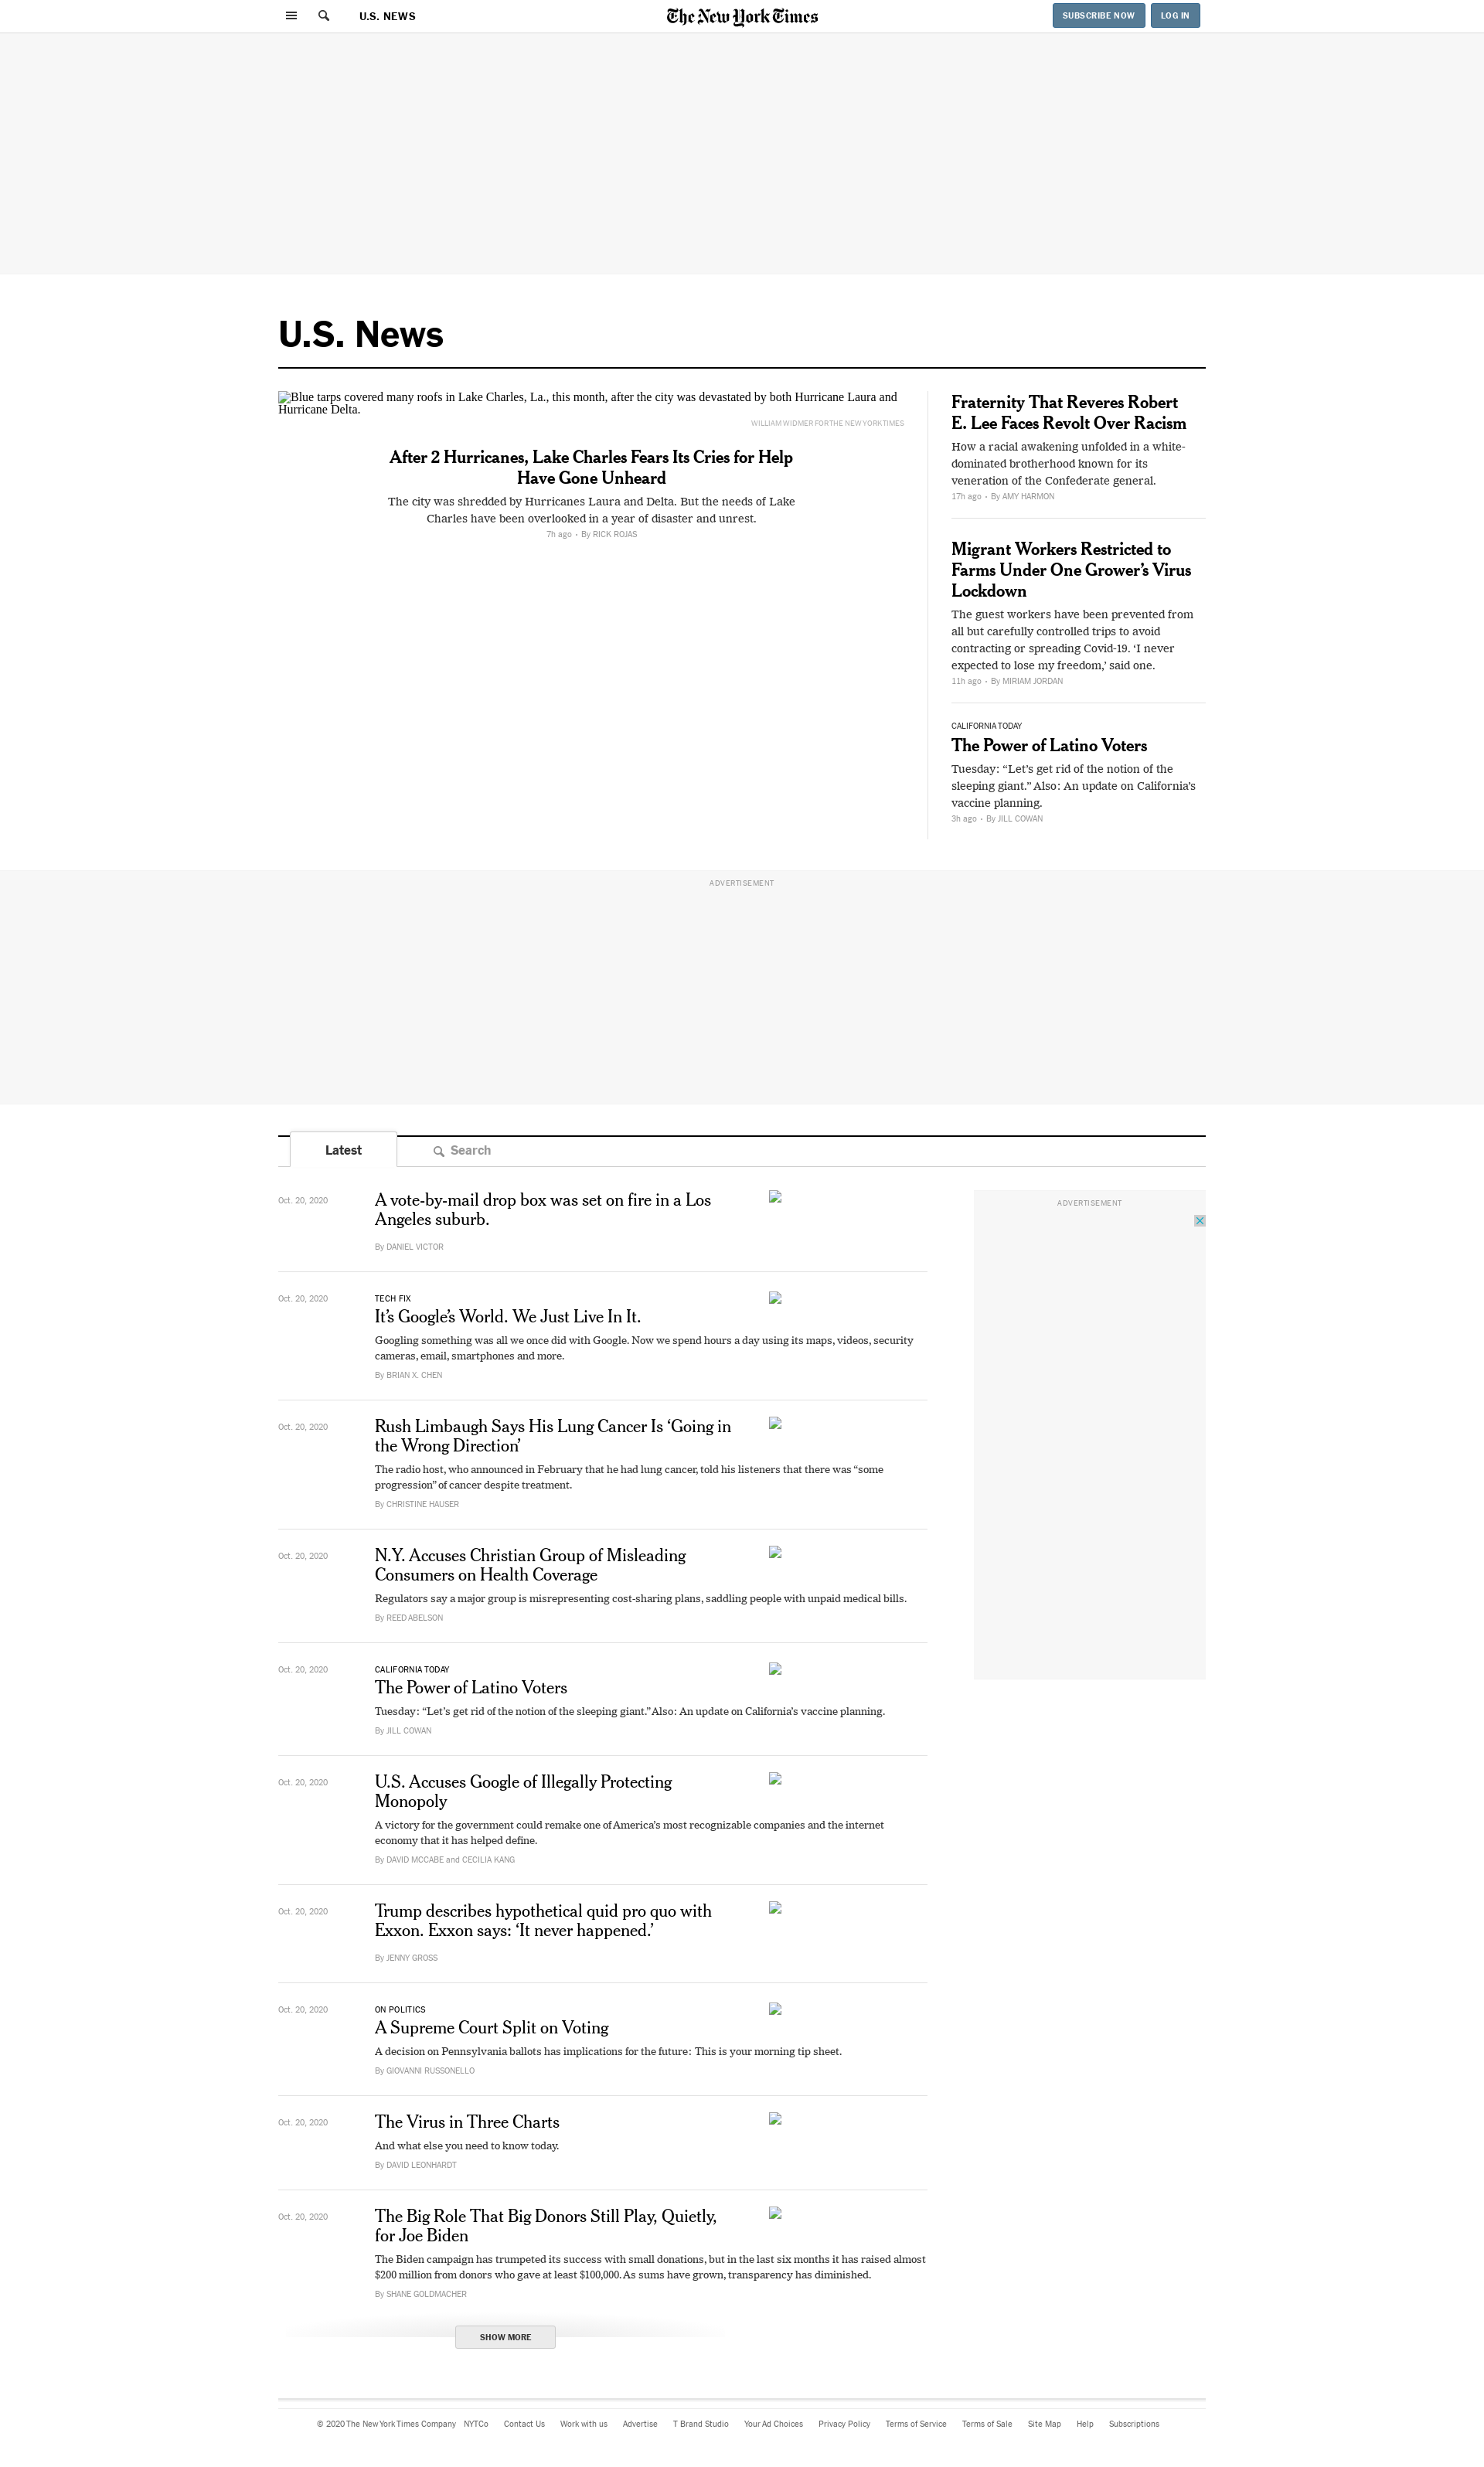 U.S. NEWS
The New York Times
SUBSCRIBE NOW
LOG IN
U.S. News
Blue tarps covered many roofs in Lake Charles, La., this month, after the city was devastated by both Hurricane Laura and
Hurricane Delta.
WILLIAM WIDMER FOR THE NEW YORK TIMES
After 2 Hurricanes, Lake Charles Fears Its Cries for Help
Have Gone Unheard
The city was shredded by Hurricanes Laura and Delta. But the needs of Lake
Charles have been overlooked in a year of disaster and unrest.
7h ago • By RICK ROJAS
Fraternity That Reveres Robert
E. Lee Faces Revolt Over Racism
How a racial awakening unfolded in a white-
dominated brotherhood known for its
veneration of the Confederate general.
17h ago • By AMY HARMON
Migrant Workers Restricted to
Farms Under One Grower’s Virus
Lockdown
The guest workers have been prevented from
all but carefully controlled trips to avoid
contracting or spreading Covid-19. ‘I never
expected to lose my freedom,’ said one.
11h ago • By MIRIAM JORDAN
CALIFORNIA TODAY
The Power of Latino Voters
Tuesday: “Let’s get rid of the notion of the
sleeping giant.” Also: An update on California’s
vaccine planning.
3h ago • By JILL COWAN
ADVERTISEMENT
Latest
Search
ADVERTISEMENT
Oct. 20, 2020
A vote-by-mail drop box was set on fire in a Los
Angeles suburb.
By DANIEL VICTOR
Oct. 20, 2020
TECH FIX
It’s Google’s World. We Just Live In It.
Googling something was all we once did with Google. Now we spend hours a day using its maps, videos, security
cameras, email, smartphones and more.
By BRIAN X. CHEN
Oct. 20, 2020
Rush Limbaugh Says His Lung Cancer Is ‘Going in
the Wrong Direction’
The radio host, who announced in February that he had lung cancer, told his listeners that there was “some
progression” of cancer despite treatment.
By CHRISTINE HAUSER
Oct. 20, 2020
N.Y. Accuses Christian Group of Misleading
Consumers on Health Coverage
Regulators say a major group is misrepresenting cost-sharing plans, saddling people with unpaid medical bills.
By REED ABELSON
Oct. 20, 2020
CALIFORNIA TODAY
The Power of Latino Voters
Tuesday: “Let’s get rid of the notion of the sleeping giant.” Also: An update on California’s vaccine planning.
By JILL COWAN
Oct. 20, 2020
U.S. Accuses Google of Illegally Protecting
Monopoly
A victory for the government could remake one of America’s most recognizable companies and the internet
economy that it has helped define.
By DAVID MCCABE and CECILIA KANG
Oct. 20, 2020
Trump describes hypothetical quid pro quo with
Exxon. Exxon says: ‘It never happened.’
By JENNY GROSS
Oct. 20, 2020
ON POLITICS
A Supreme Court Split on Voting
A decision on Pennsylvania ballots has implications for the future: This is your morning tip sheet.
By GIOVANNI RUSSONELLO
Oct. 20, 2020
The Virus in Three Charts
And what else you need to know today.
By DAVID LEONHARDT
Oct. 20, 2020
The Big Role That Big Donors Still Play, Quietly,
for Joe Biden
The Biden campaign has trumpeted its success with small donations, but in the last six months it has raised almost
$200 million from donors who gave at least $100,000. As sums have grown, transparency has diminished.
By SHANE GOLDMACHER
SHOW MORE
© 2020 The New York Times Company NYTCo Contact Us Work with us Advertise T Brand Studio Your Ad Choices Privacy Policy Terms of Service Terms of Sale Site Map Help Subscriptions